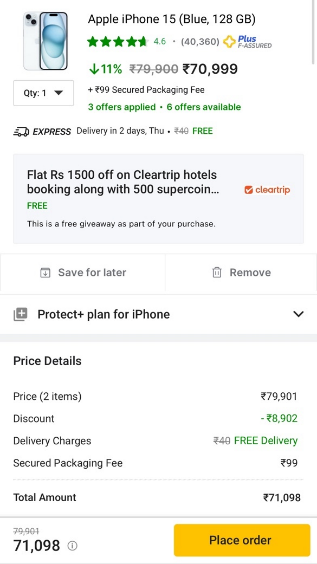 Apple iPhone 15 (Blue, 128 GB)
4.6 • (40,360) Plus F-ASSURED
↓11% ₹79,900 ₹70,999
Qty: 1
+ ₹99 Secured Packaging Fee
3 offers applied • 6 offers available
EXPRESS Delivery in 2 days, Thu • ₹40 FREE
Flat Rs 1500 off on Cleartrip hotels
booking along with 500 supercoin...
cleartrip
FREE
This is a free giveaway as part of your purchase.
Save for later
Remove
Protect+ plan for iPhone
Price Details
Price (2 items) ₹79,901
Discount - ₹8,902
Delivery Charges ₹40 FREE Delivery
Secured Packaging Fee ₹99
Total Amount ₹71,098
79,901
71,098
Place order